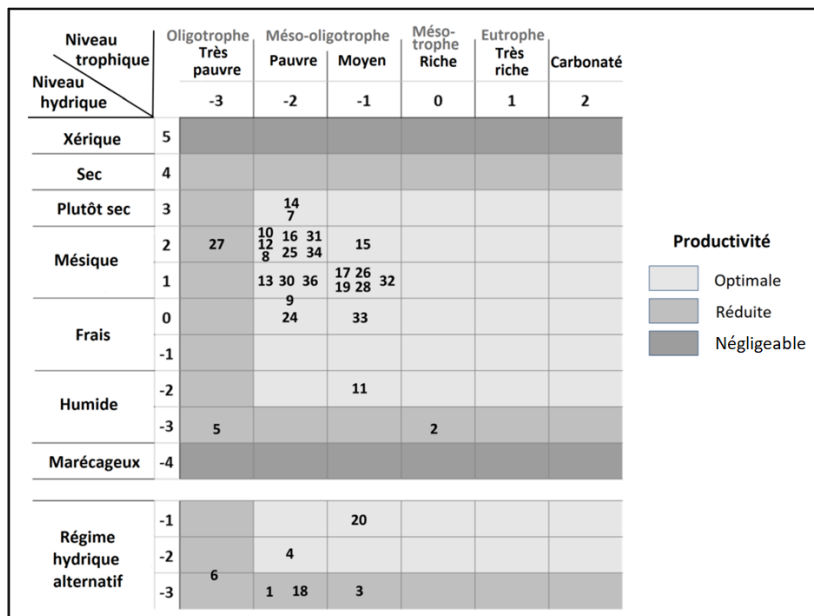 Niveau
trophique
Niveau
hydrique
Oligotrophe
Très
pauvre
-3
Méso-oligotrophe
Pauvre
-2
Moyen
-1
Méso-
trophe
Riche
0
Eutrophe
Très
riche
1
Carbonaté
2
Xérique 5
Sec 4
Plutôt sec 3
14
7
Mésique
2
27
10 16 31
12
8 25 34
15
1
13 30 36
17 26
19 28 32
9
Frais
0
24
33
-1
Humide
-2
11
-3
5
2
Marécageux -4
Régime
hydrique
alternatif
-1
20
-2
4
6
-3
1 18
3
Productivité
Optimale
Réduite
Négligeable